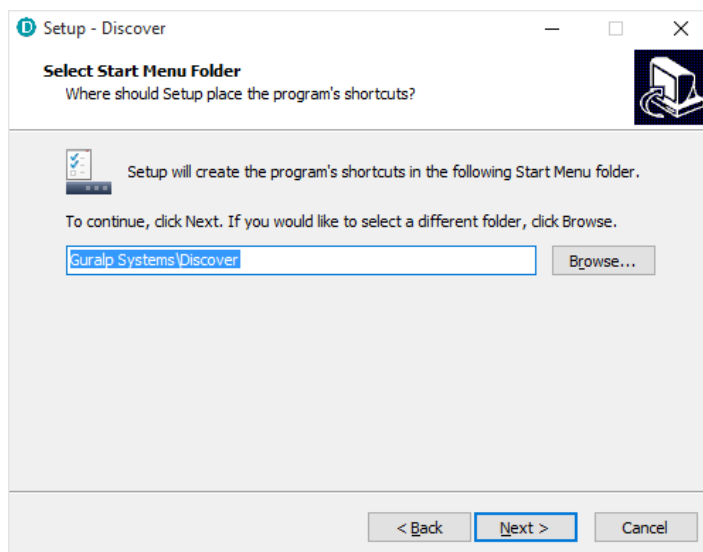 Setup - Discover
Select Start Menu Folder
Where should Setup place the program's shortcuts?
Setup will create the program's shortcuts in the following Start Menu folder.
To continue, click Next. If you would like to select a different folder, click Browse.
Guralp Systems\Discover
Browse...
< Back
Next >
Cancel